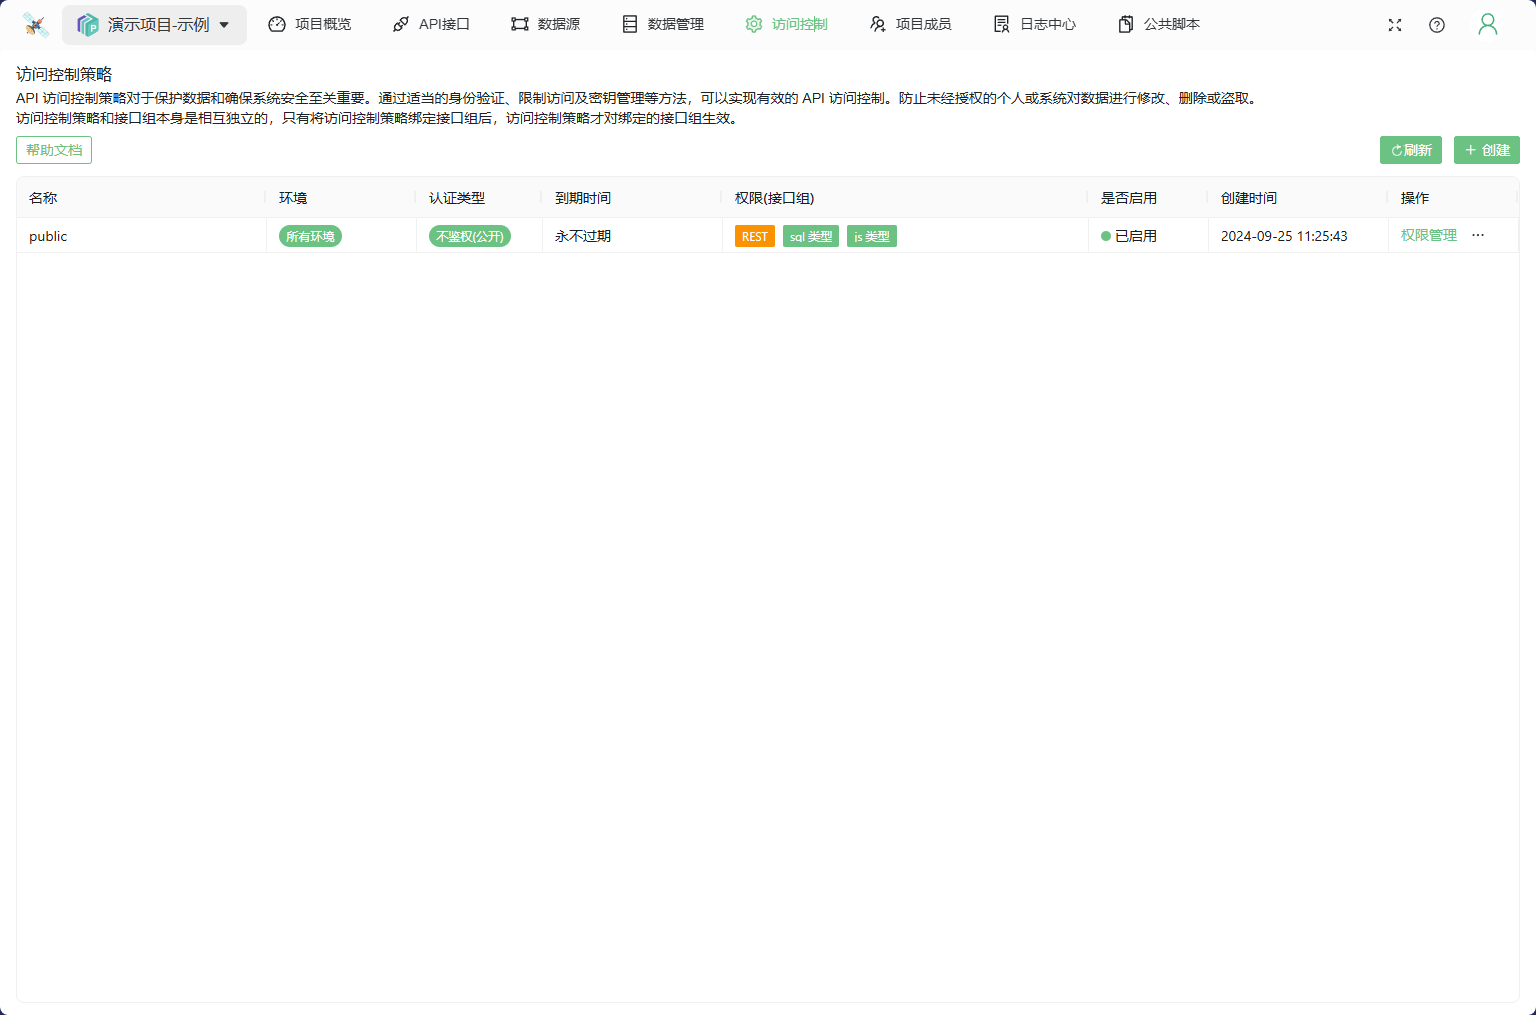 演示项目-示例 项目概览 API接口 数据源 数据管理 访问控制 项目成员 日志中心 公共脚本
访问控制策略
API 访问控制策略对于保护数据和确保系统安全至关重要。通过适当的身份验证、限制访问及密钥管理等方法，可以实现有效的 API 访问控制。防止未经授权的个人或系统对数据进行修改、删除或盗取。
访问控制策略和接口组本身是相互独立的，只有将访问控制策略绑定接口组后，访问控制策略才对绑定的接口组生效。
帮助文档 刷新 + 创建
名称 环境 认证类型 到期时间 权限(接口组) 是否启用 创建时间 操作
public 所有环境 不鉴权(公开) 永不过期 REST sql 类型 js 类型 已启用 2024-09-25 11:25:43 权限管理 ···